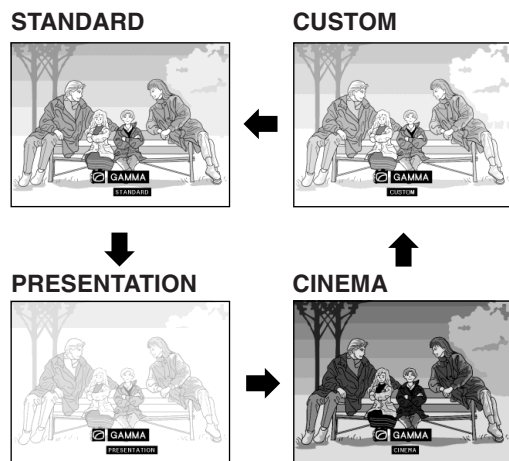 STANDARD
CUSTOM
GAMMA
STANDARD
GAMMA
CUSTOM
PRESENTATION
CINEMA
GAMMA
PRESENTATION
GAMMA
CINEMA